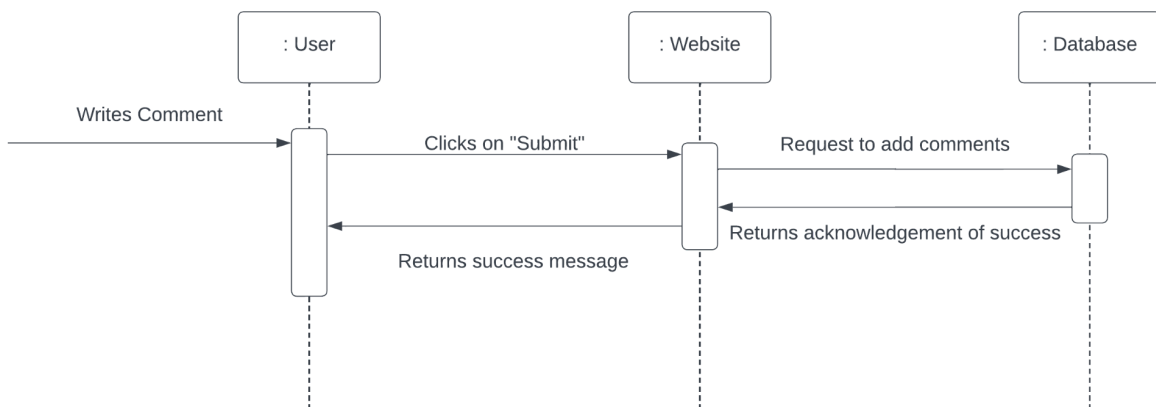 : User
: Website
: Database
Writes Comment
Clicks on "Submit"
Request to add comments
Returns acknowledgement of success
Returns success message